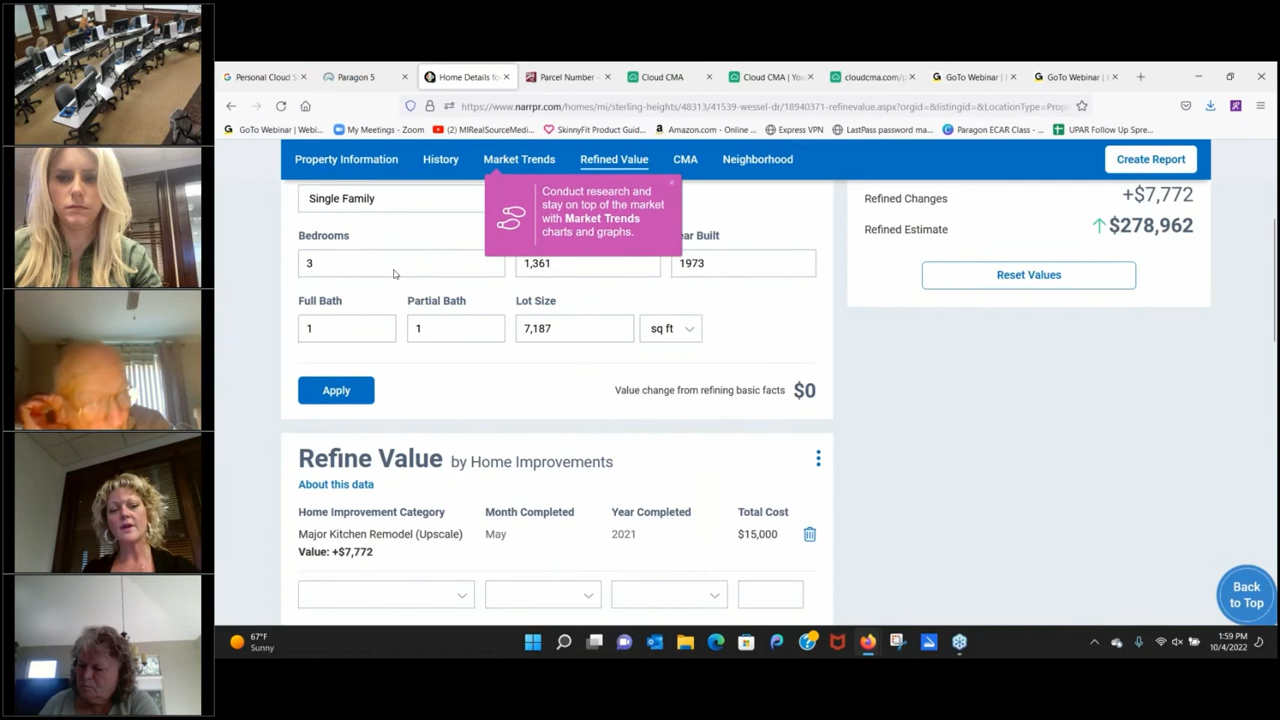 Personal Cloud S
Paragon 5
Home Details fo
Parcel Number -
Cloud CMA
Cloud CMA | You
cloudcma.com/p
GoTo Webinar |
GoTo Webinar |
https://www.narrpr.com/homes/mi/sterling-heights/48313/41539-wessel-dr/18940371-refinevalue.aspx?orgid=&listingid=&LocationType=Prop
GoTo Webinar | Webi...
My Meetings - Zoom
(2) MIRealSourceMedi...
SkinnyFit Product Guid...
Amazon.com - Online ...
Express VPN
LastPass password ma...
Paragon ECAR Class - ...
UPAR Follow Up Spre...
Property Information
History
Market Trends
Refined Value
CMA
Neighborhood
Create Report
Conduct research and
stay on top of the market
with Market Trends
charts and graphs.
Single Family
Refined Changes
+$7,772
Refined Estimate
$278,962
Reset Values
Bedrooms
ear Built
3
1,361
1973
Full Bath
Partial Bath
Lot Size
1
1
7,187
sq ft
Apply
Value change from refining basic facts
$0
Refine Value by Home Improvements
About this data
Home Improvement Category
Month Completed
Year Completed
Total Cost
Major Kitchen Remodel (Upscale)
May
2021
$15,000
Value: +$7,772
Back
to Top
67°F
Sunny
1:59 PM
10/4/2022